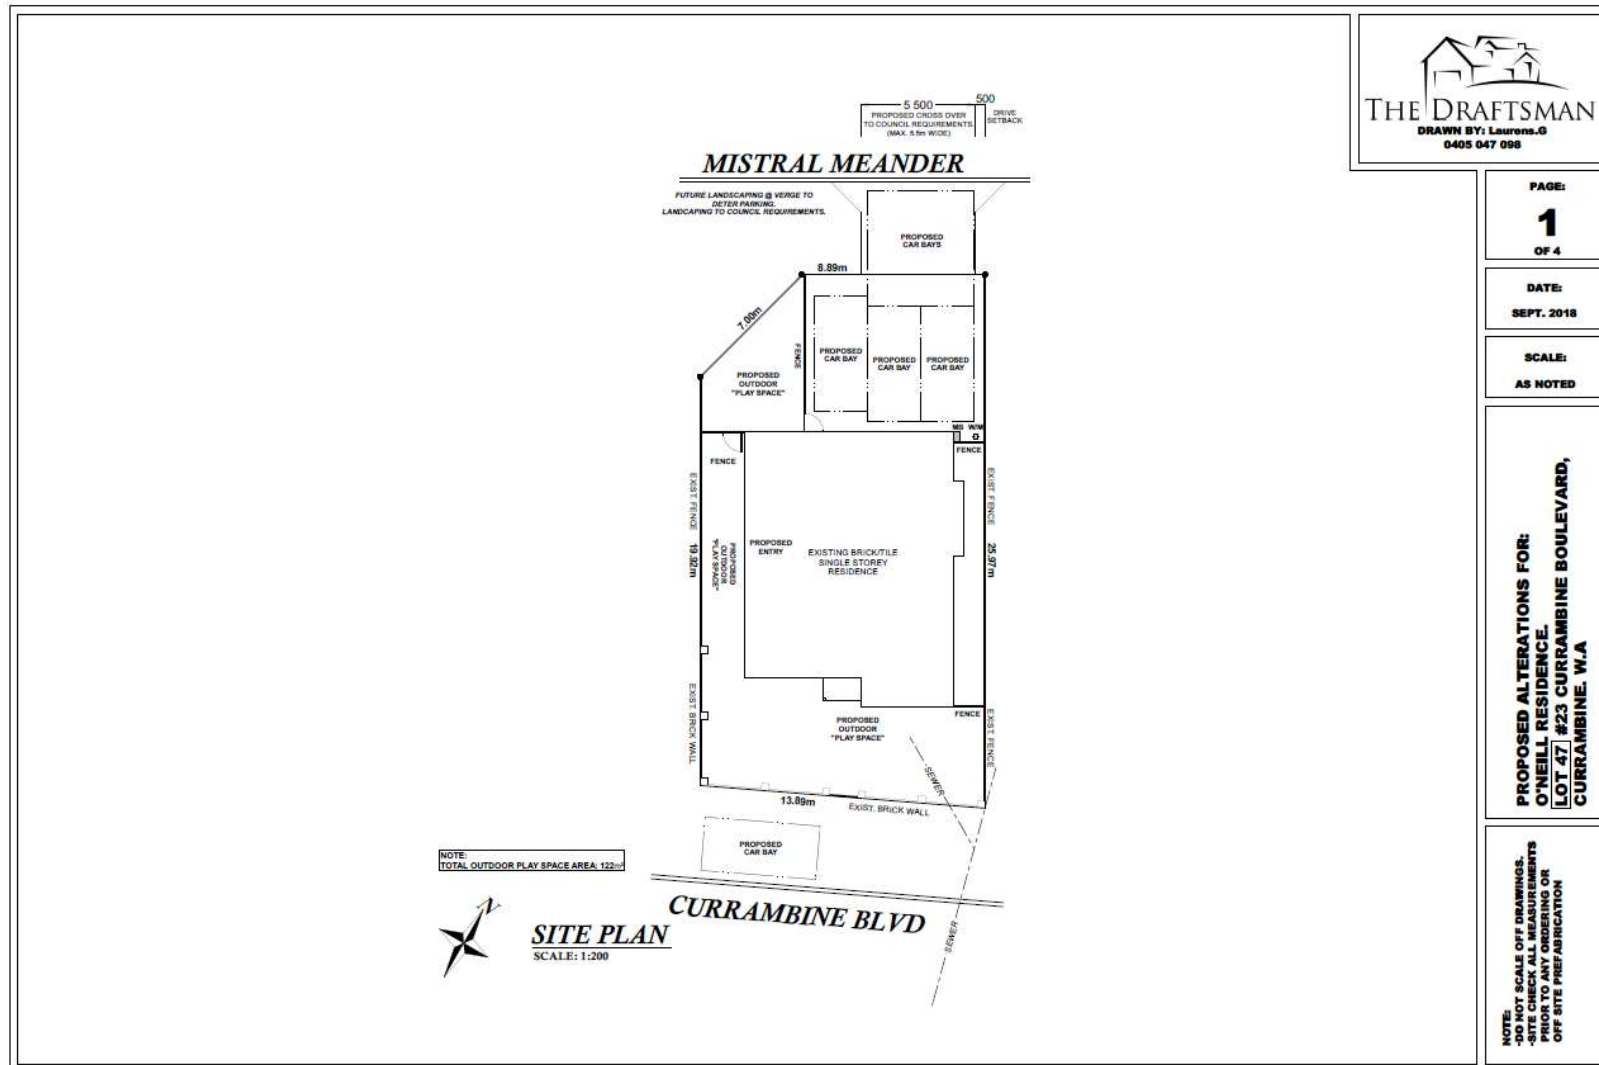 THE DRAFTSMAN
DRAWN BY: Laurens.G
0405 047 098
PAGE:
1
OF 4
DATE:
SEPT. 2018
SCALE:
AS NOTED
PROPOSED ALTERATIONS FOR:
O'NEILL RESIDENCE.
LOT 47 #23 CURRAMBINE BOULEVARD,
CURRAMBINE. W.A
NOTE:
-DO NOT SCALE OFF DRAWINGS.
-SITE CHECK ALL MEASUREMENTS
PRIOR TO ANY ORDERING OR
OFF SITE PREFABRICATION
5 500
500
PROPOSED CROSS OVER
TO COUNCIL REQUIREMENTS.
(MAX. 5.5m WIDE)
DRIVE
SETBACK
MISTRAL MEANDER
FUTURE LANDSCAPING @ VERGE TO
DETER PARKING.
LANDCAPING TO COUNCIL REQUIREMENTS.
PROPOSED
CAR BAYS
8.89m
7.00m
FENCE
PROPOSED
CAR BAY
PROPOSED
CAR BAY
PROPOSED
CAR BAY
PROPOSED
OUTDOOR
"PLAY SPACE"
MB W/M
FENCE
FENCE
EXIST. FENCE
19.92m
PROPOSED
OUTDOOR
"PLAY SPACE"
PROPOSED
ENTRY
EXISTING BRICK/TILE
SINGLE STOREY
RESIDENCE
EXIST. FENCE
25.97m
EXIST. BRICK WALL
PROPOSED
OUTDOOR
"PLAY SPACE"
FENCE
EXIST. FENCE
SEWER
13.89m
EXIST. BRICK WALL
PROPOSED
CAR BAY
NOTE:
TOTAL OUTDOOR PLAY SPACE AREA; 122m²
CURRAMBINE BLVD
SEWER
N
SITE PLAN
SCALE: 1:200